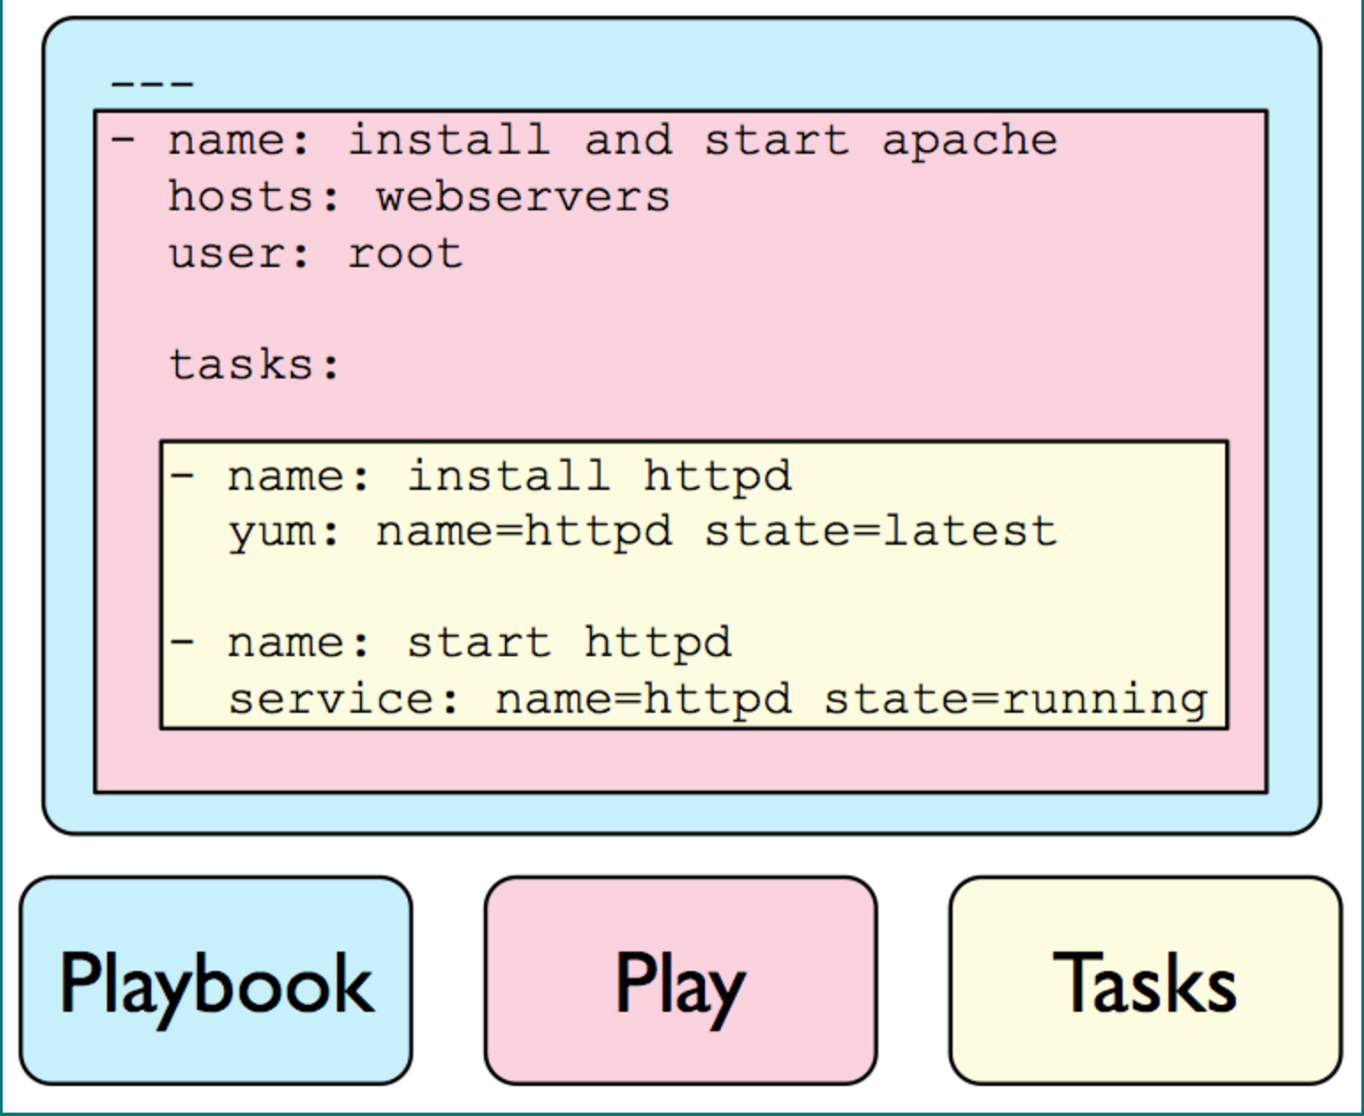 ---
- name: install and start apache
hosts: webservers
user: root
tasks:
- name: install httpd
yum: name=httpd state=latest
- name: start httpd
service: name=httpd state=running
Playbook
Play
Tasks